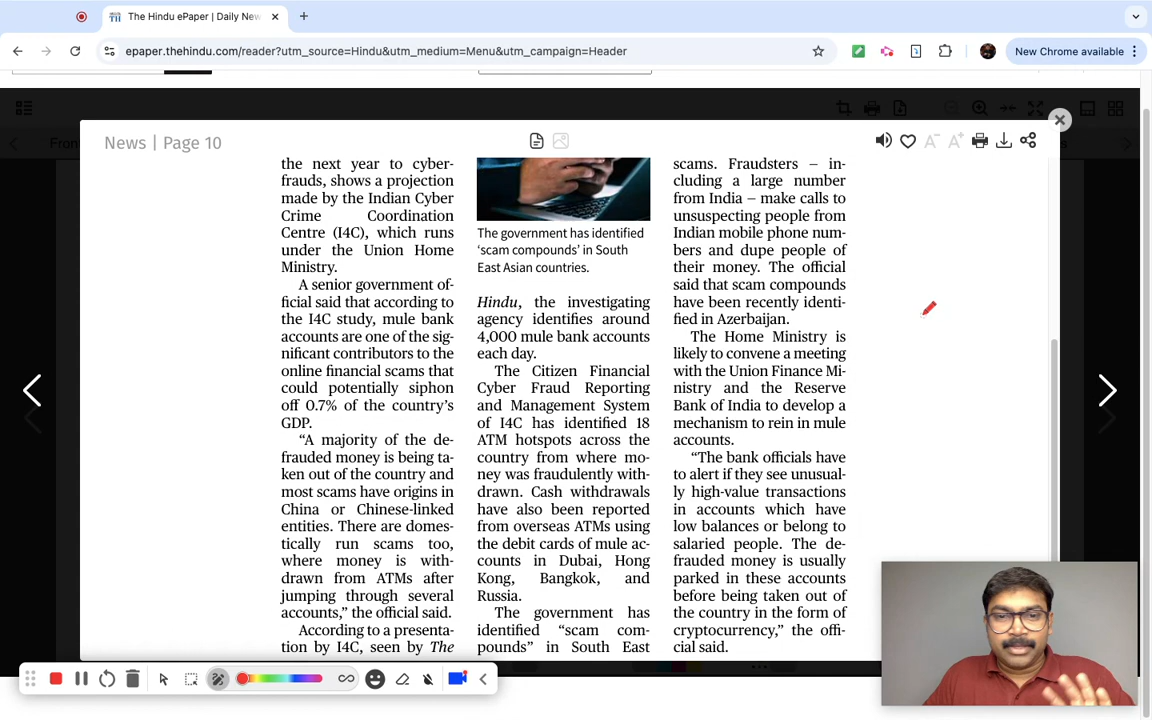 The Hindu ePaper | Daily New
epaper.thehindu.com/reader?utm_source=Hindu&utm_medium=Menu&utm_campaign=Header
New Chrome available
News | Page 10
A-
A+
the next year to cyber-
frauds, shows a projection
made by the Indian Cyber
Crime Coordination
Centre (I4C), which runs
under the Union Home
Ministry.
A senior government of-
ficial said that according to
the I4C study, mule bank
accounts are one of the sig-
nificant contributors to the
online financial scams that
could potentially siphon
off 0.7% of the country's
GDP.
“A majority of the de-
frauded money is being ta-
ken out of the country and
most scams have origins in
China or Chinese-linked
entities. There are domes-
tically run scams too,
where money is with-
drawn from ATMs after
jumping through several
accounts,” the official said.
According to a presenta-
tion by I4C, seen by The
The government has identified
‘scam compounds’ in South
East Asian countries.
Hindu, the investigating
agency identifies around
4,000 mule bank accounts
each day.
The Citizen Financial
Cyber Fraud Reporting
and Management System
of I4C has identified 18
ATM hotspots across the
country from where mo-
ney was fraudulently with-
drawn. Cash withdrawals
have also been reported
from overseas ATMs using
the debit cards of mule ac-
counts in Dubai, Hong
Kong, Bangkok, and
Russia.
The government has
identified “scam com-
pounds” in South East
scams. Fraudsters — in-
cluding a large number
from India — make calls to
unsuspecting people from
Indian mobile phone num-
bers and dupe people of
their money. The official
said that scam compounds
have been recently identi-
fied in Azerbaijan.
The Home Ministry is
likely to convene a meeting
with the Union Finance Mi-
nistry and the Reserve
Bank of India to develop a
mechanism to rein in mule
accounts.
“The bank officials have
to alert if they see unusual-
ly high-value transactions
in accounts which have
low balances or belong to
salaried people. The de-
frauded money is usually
parked in these accounts
before being taken out of
the country in the form of
cryptocurrency,” the offi-
cial said.